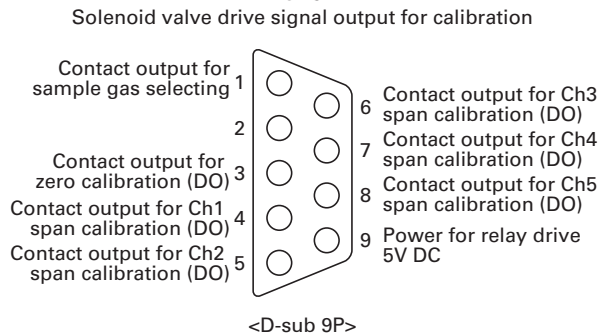 Solenoid valve drive signal output for calibration
Contact output for
sample gas selecting 1
2
Contact output for
zero calibration (DO) 3
Contact output for Ch1
span calibration (DO) 4
Contact output for Ch2
span calibration (DO) 5
6 Contact output for Ch3
span calibration (DO)
7 Contact output for Ch4
span calibration (DO)
8 Contact output for Ch5
span calibration (DO)
9 Power for relay drive
5V DC
<D-sub 9P>